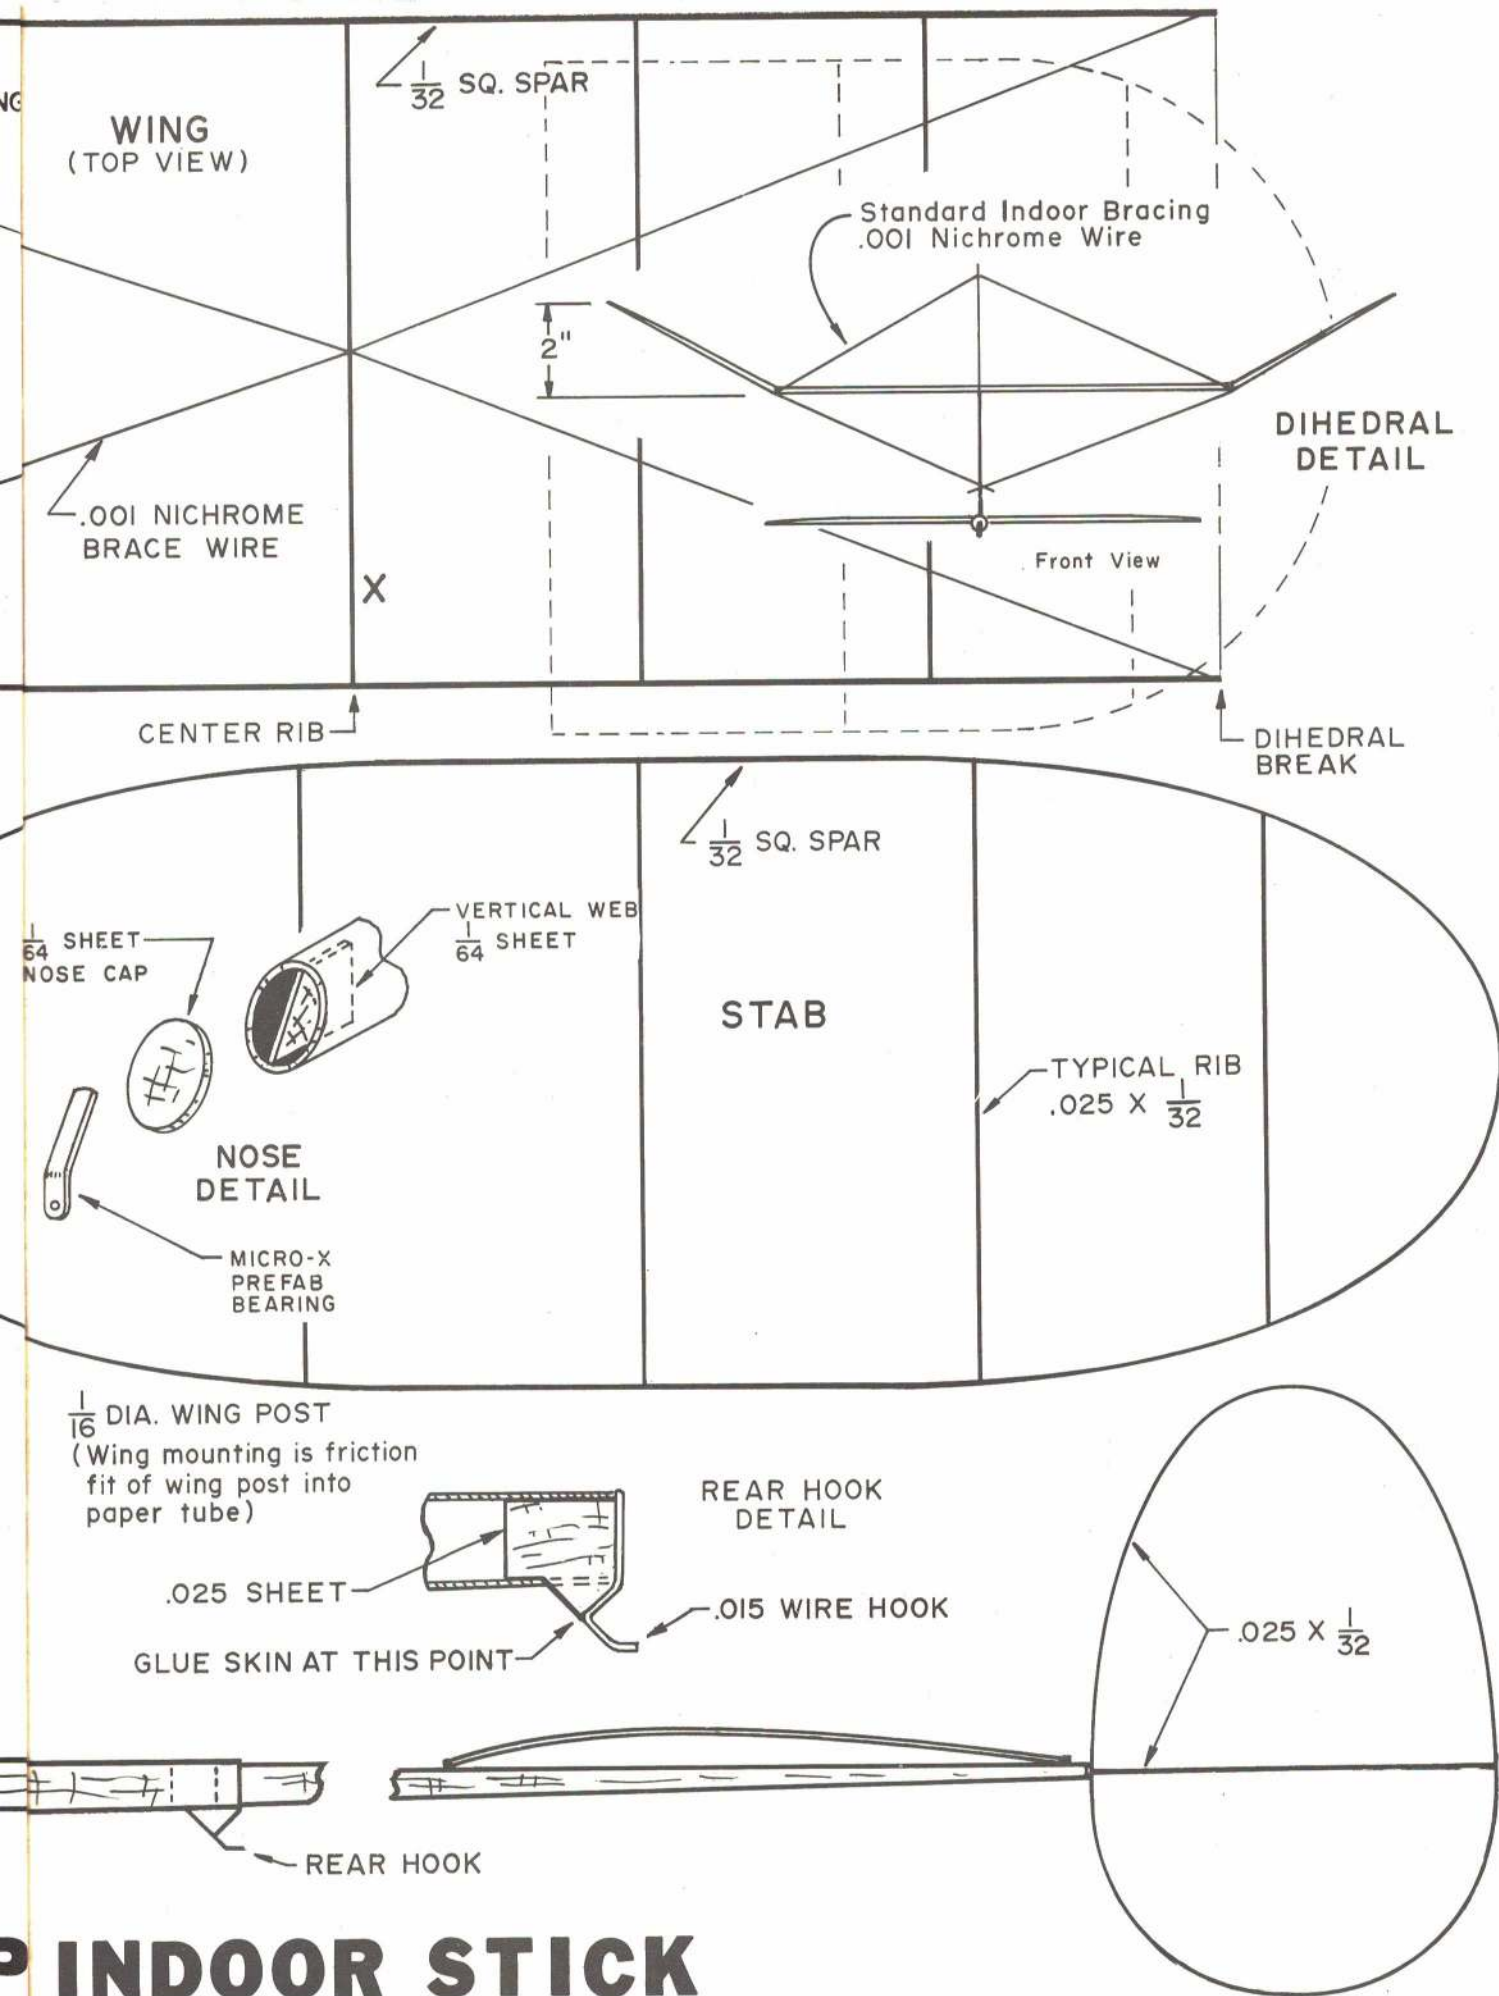 1/32 SQ. SPAR
WING
(TOP VIEW)
Standard Indoor Bracing
.001 Nichrome Wire
2"
DIHEDRAL
DETAIL
.001 NICHROME
BRACE WIRE
Front View
X
CENTER RIB
DIHEDRAL
BREAK
1/32 SQ. SPAR
1/64 SHEET
NOSE CAP
VERTICAL WEB
1/64 SHEET
STAB
TYPICAL RIB
.025 X 1/32
NOSE
DETAIL
MICRO-X
PREFAB
BEARING
1/16 DIA. WING POST
(Wing mounting is friction
fit of wing post into
paper tube)
REAR HOOK
DETAIL
.025 SHEET
.015 WIRE HOOK
GLUE SKIN AT THIS POINT
.025 X 1/32
REAR HOOK
INDOOR STICK